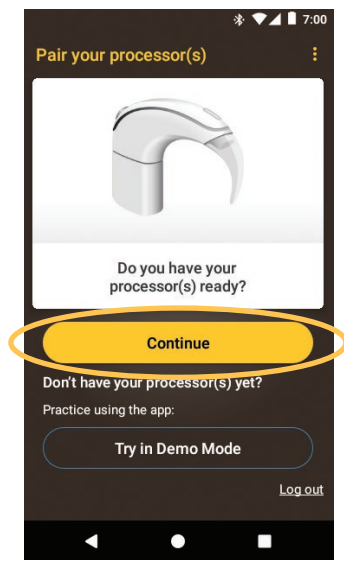 7:00
Pair your processor(s)
Do you have your
processor(s) ready?
Continue
Don't have your processor(s) yet?
Practice using the app:
Try in Demo Mode
Log out